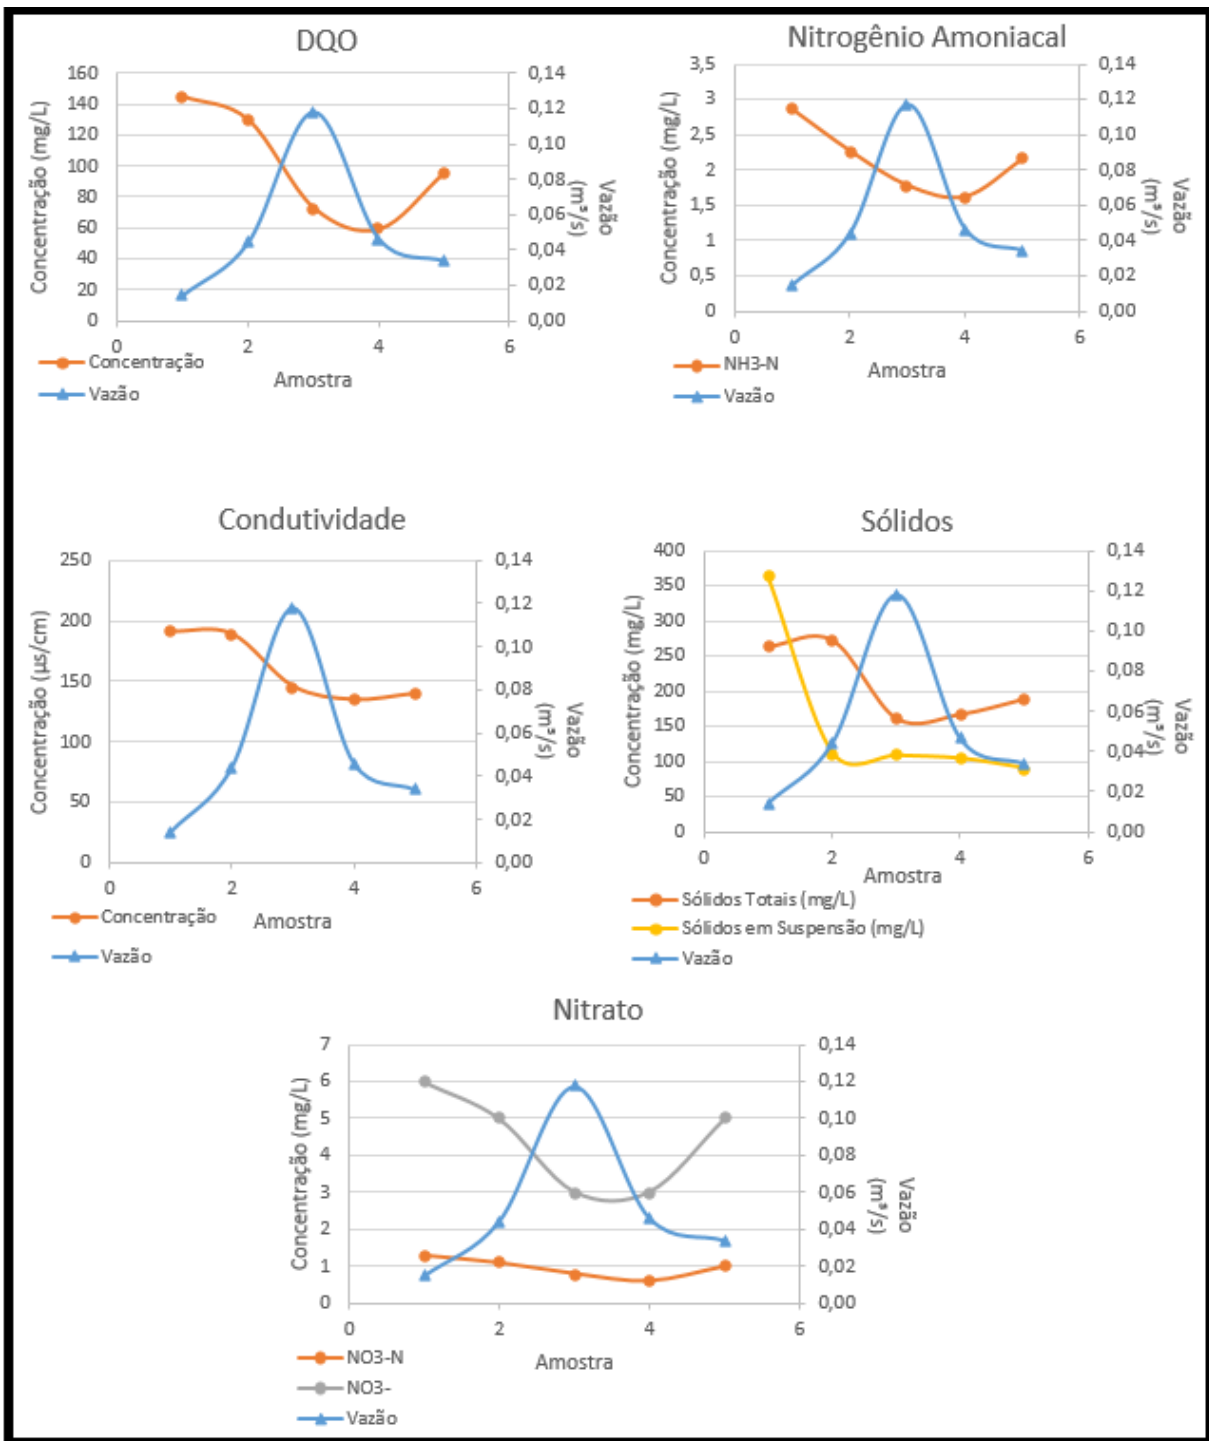 DQO
Concentração (mg/L)
160
140
120
100
80
60
40
20
0
0,14
0,12
0,10
0,08
0,06
0,04
0,02
0,00
Vazão
(m³/s)
0
2
4
6
Concentração
Amostra
Vazão
Nitrogênio Amoniacal
Concentração (mg/L)
3,5
3
2,5
2
1,5
1
0,5
0
0,14
0,12
0,10
0,08
0,06
0,04
0,02
0,00
Vazão
(m³/s)
0
2
4
6
NH3-N
Amostra
Vazão
Condutividade
Concentração (µs/cm)
250
200
150
100
50
0
0,14
0,12
0,10
0,08
0,06
0,04
0,02
0,00
Vazão
(m³/s)
0
2
4
6
Concentração
Amostra
Vazão
Sólidos
Concentração (mg/L)
400
350
300
250
200
150
100
50
0
0,14
0,12
0,10
0,08
0,06
0,04
0,02
0,00
Vazão
(m³/s)
0
2
4
6
Amostra
Sólidos Totais (mg/L)
Sólidos em Suspensão (mg/L)
Vazão
Nitrato
Concentração (mg/L)
7
6
5
4
3
2
1
0
0,14
0,12
0,10
0,08
0,06
0,04
0,02
0,00
Vazão
(m³/s)
0
2
4
6
NO3-N
Amostra
NO3-
Vazão